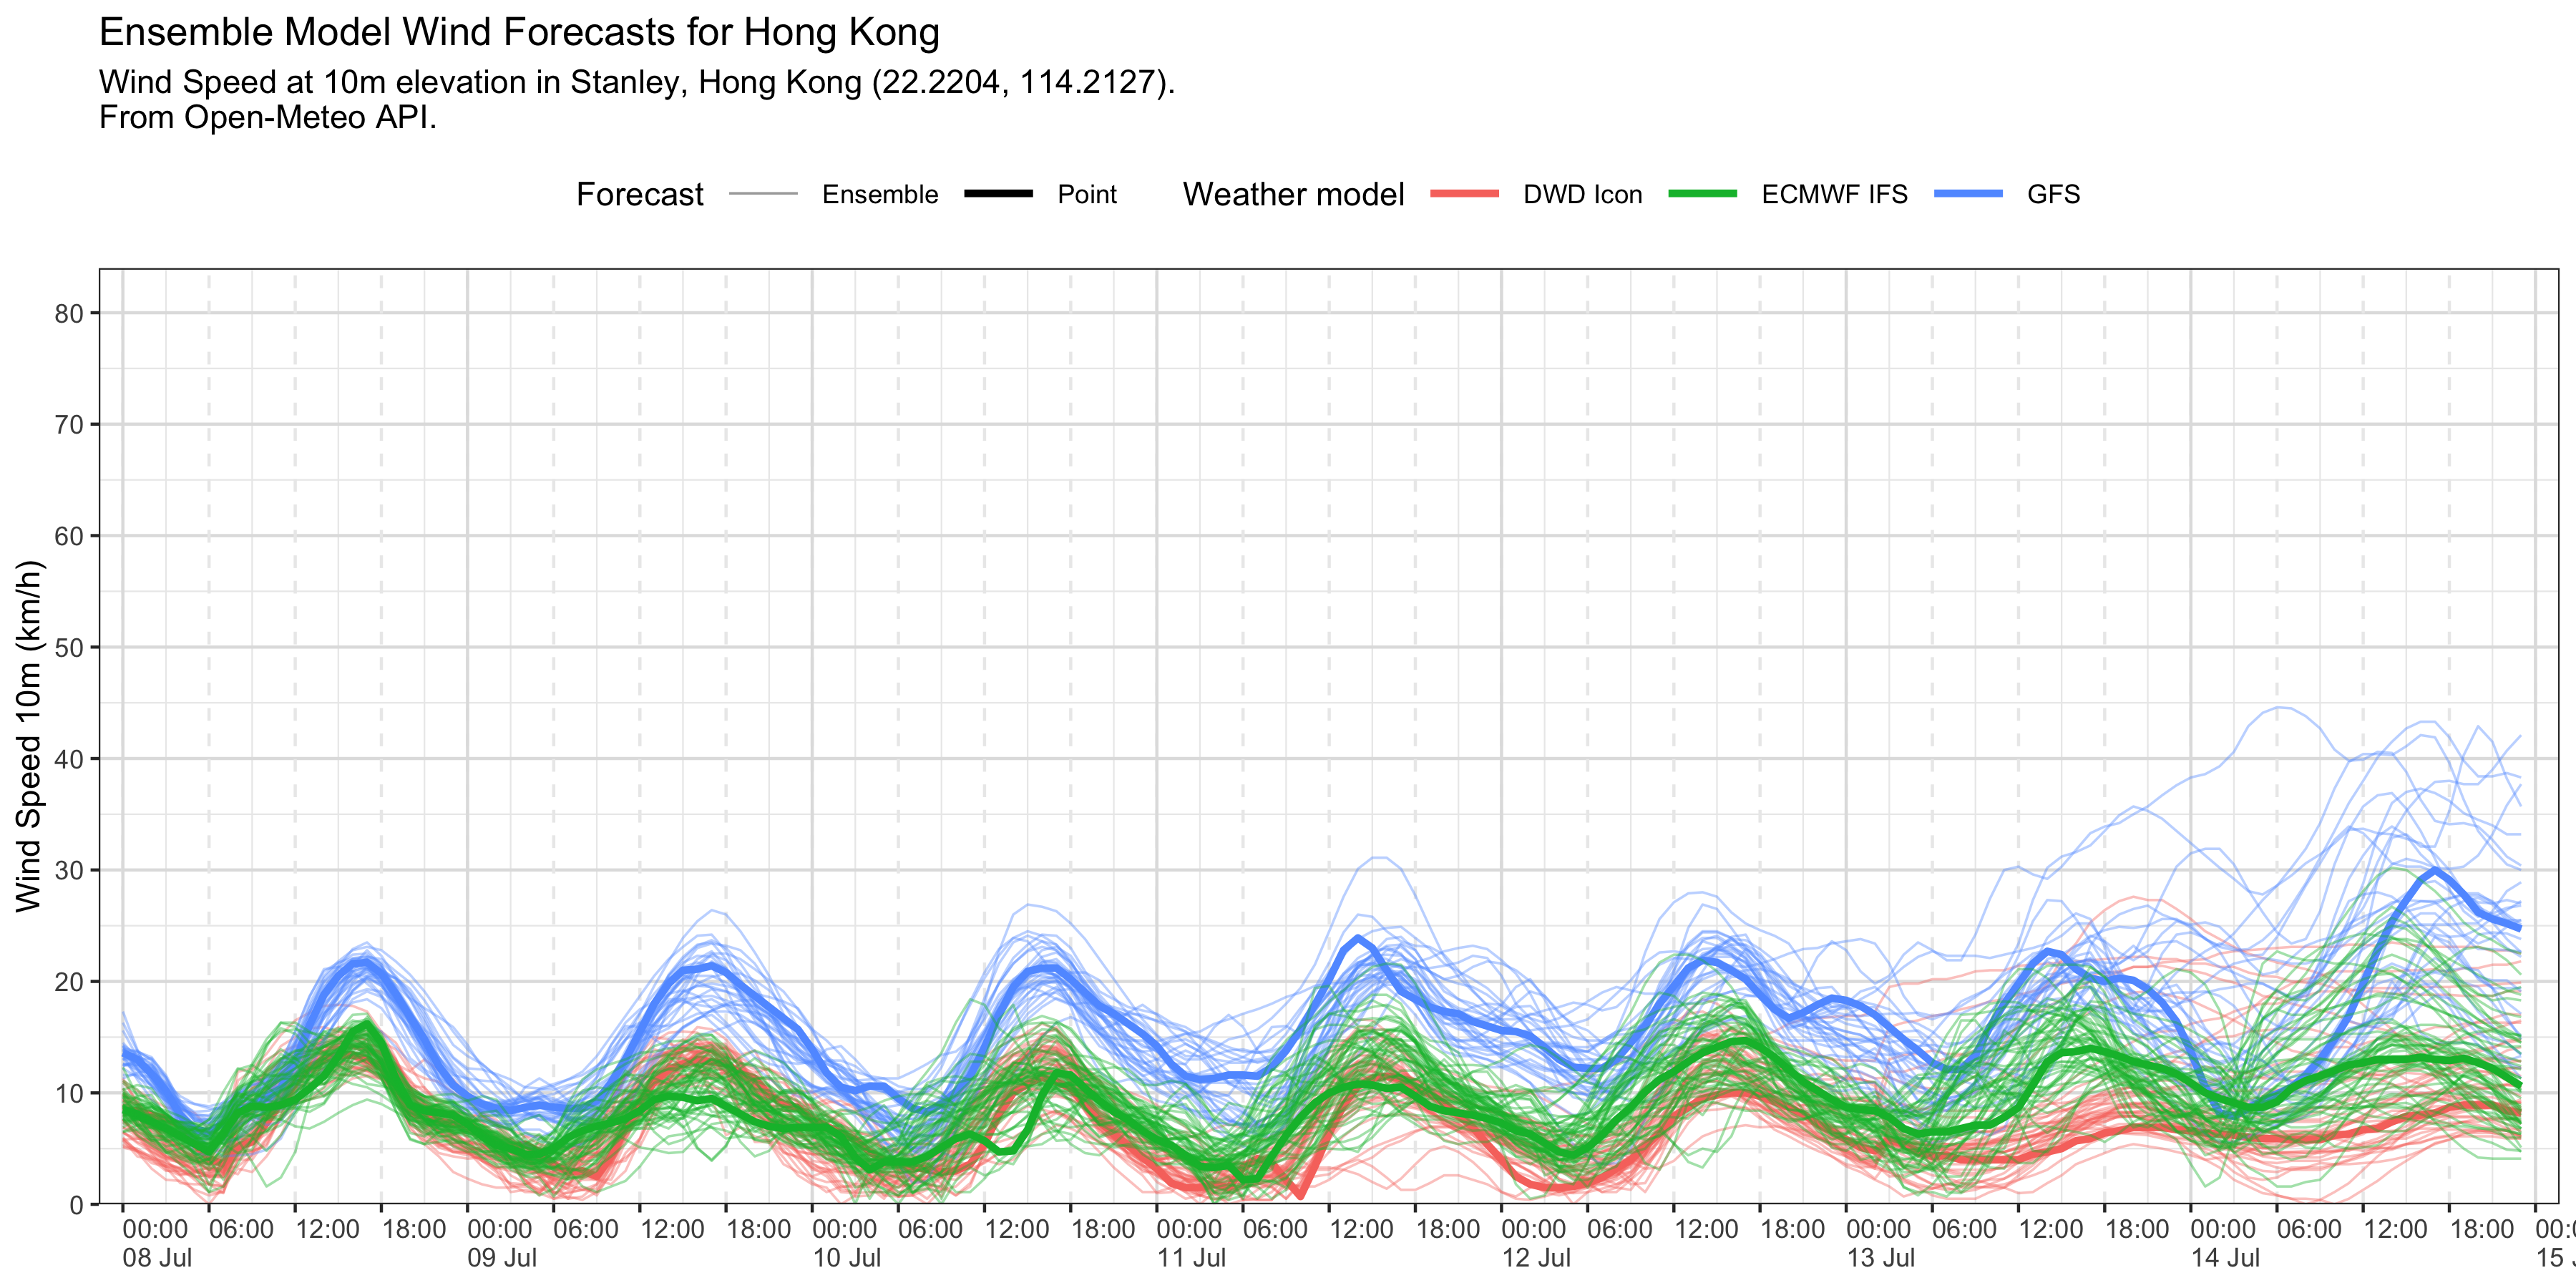 Ensemble Model Wind Forecasts for Hong Kong
Wind Speed at 10m elevation in Stanley, Hong Kong (22.2204, 114.2127).
From Open-Meteo API.
Forecast Ensemble Point Weather model DWD Icon ECMWF IFS GFS
Wind Speed 10m (km/h)
80
70
60
50
40
30
20
10
0
00:00 06:00 12:00 18:00 00:00 06:00 12:00 18:00 00:00 06:00 12:00 18:00 00:00 06:00 12:00 18:00 00:00 06:00 12:00 18:00 00:00 06:00 12:00 18:00 00:00 06:00 12:00 18:00 00:0
08 Jul 09 Jul 10 Jul 11 Jul 12 Jul 13 Jul 14 Jul 15 J